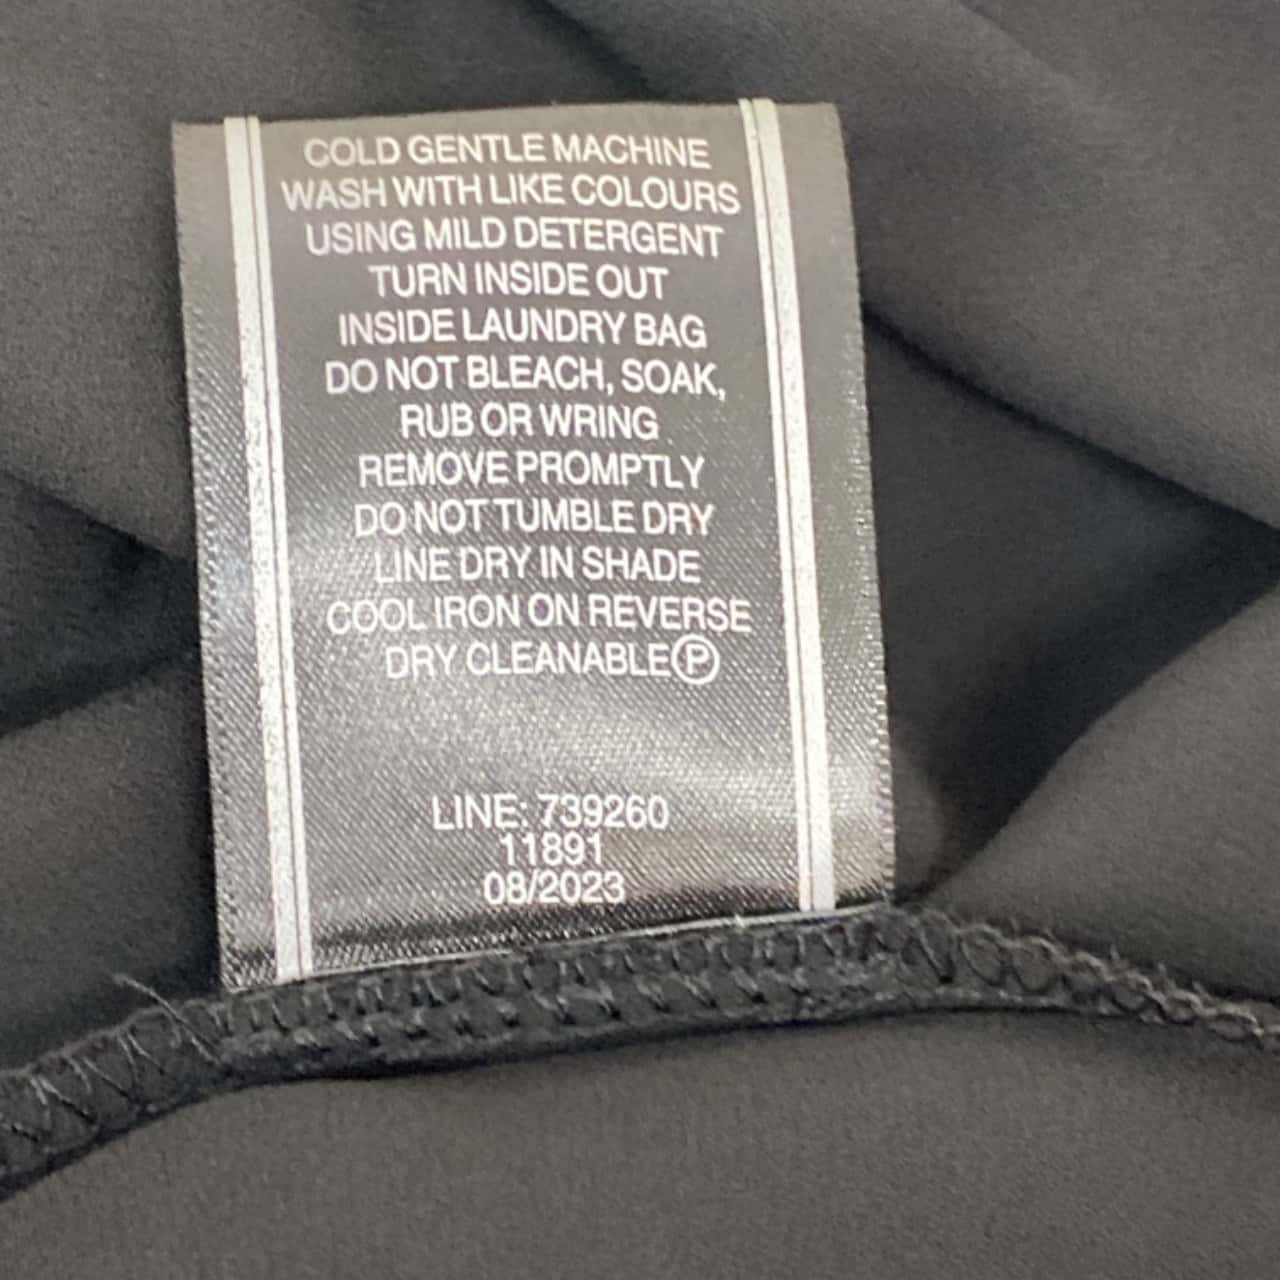 COLD GENTLE MACHINE
WASH WITH LIKE COLOURS
USING MILD DETERGENT
TURN INSIDE OUT
INSIDE LAUNDRY BAG
DO NOT BLEACH, SOAK,
RUB OR WRING
REMOVE PROMPTLY
DO NOT TUMBLE DRY
LINE DRY IN SHADE
COOL IRON ON REVERSE
DRY CLEANABLE Ⓟ
LINE: 739260
11891
08/2023